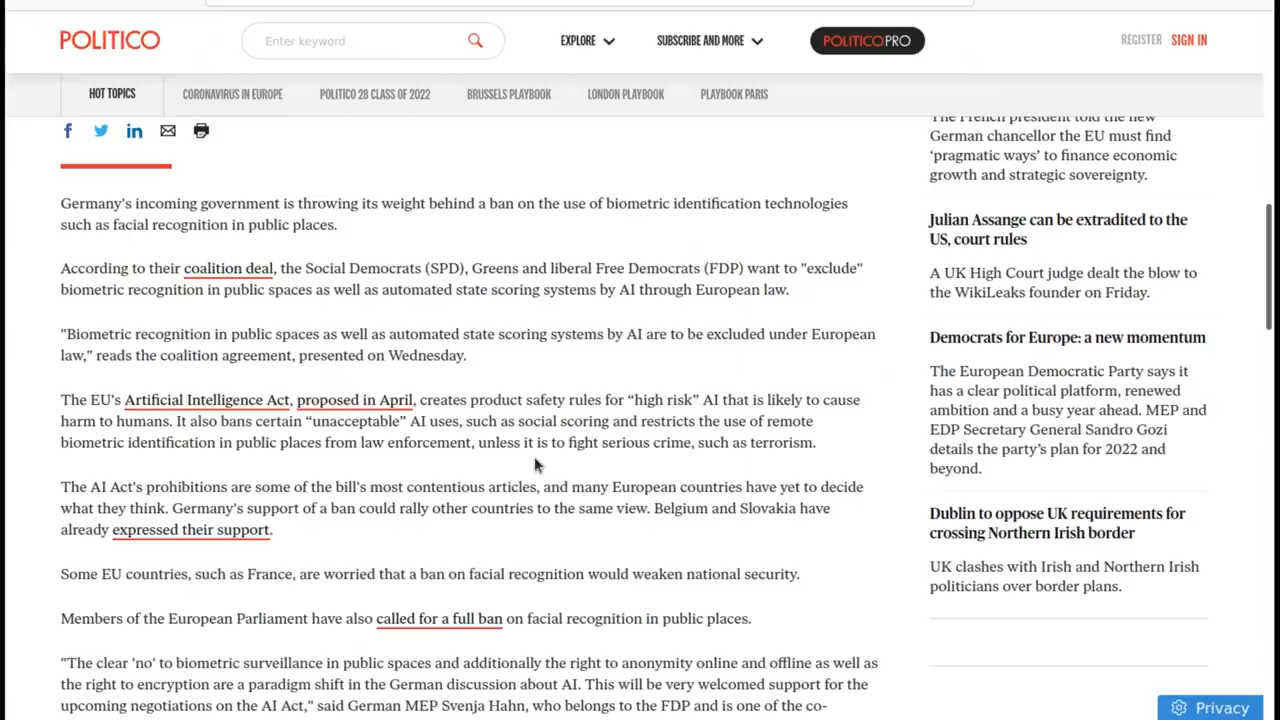 POLITICO
Enter keyword
EXPLORE
SUBSCRIBE AND MORE
POLITICOPRO
REGISTER SIGN IN
HOT TOPICS
CORONAVIRUS IN EUROPE
POLITICO 28 CLASS OF 2022
BRUSSELS PLAYBOOK
LONDON PLAYBOOK
PLAYBOOK PARIS
Germany's incoming government is throwing its weight behind a ban on the use of biometric identification technologies
such as facial recognition in public places.
According to their coalition deal, the Social Democrats (SPD), Greens and liberal Free Democrats (FDP) want to "exclude"
biometric recognition in public spaces as well as automated state scoring systems by AI through European law.
"Biometric recognition in public spaces as well as automated state scoring systems by AI are to be excluded under European
law," reads the coalition agreement, presented on Wednesday.
The EU's Artificial Intelligence Act, proposed in April, creates product safety rules for “high risk” AI that is likely to cause
harm to humans. It also bans certain “unacceptable” AI uses, such as social scoring and restricts the use of remote
biometric identification in public places from law enforcement, unless it is to fight serious crime, such as terrorism.
The AI Act's prohibitions are some of the bill's most contentious articles, and many European countries have yet to decide
what they think. Germany's support of a ban could rally other countries to the same view. Belgium and Slovakia have
already expressed their support.
Some EU countries, such as France, are worried that a ban on facial recognition would weaken national security.
Members of the European Parliament have also called for a full ban on facial recognition in public places.
"The clear 'no' to biometric surveillance in public spaces and additionally the right to anonymity online and offline as well as
the right to encryption are a paradigm shift in the German discussion about AI. This will be very welcomed support for the
upcoming negotiations on the AI Act," said German MEP Svenja Hahn, who belongs to the FDP and is one of the co-
The French president told the new
German chancellor the EU must find
‘pragmatic ways’ to finance economic
growth and strategic sovereignty.
Julian Assange can be extradited to the
US, court rules
A UK High Court judge dealt the blow to
the WikiLeaks founder on Friday.
Democrats for Europe: a new momentum
The European Democratic Party says it
has a clear political platform, renewed
ambition and a busy year ahead. MEP and
EDP Secretary General Sandro Gozi
details the party’s plan for 2022 and
beyond.
Dublin to oppose UK requirements for
crossing Northern Irish border
UK clashes with Irish and Northern Irish
politicians over border plans.
Privacy